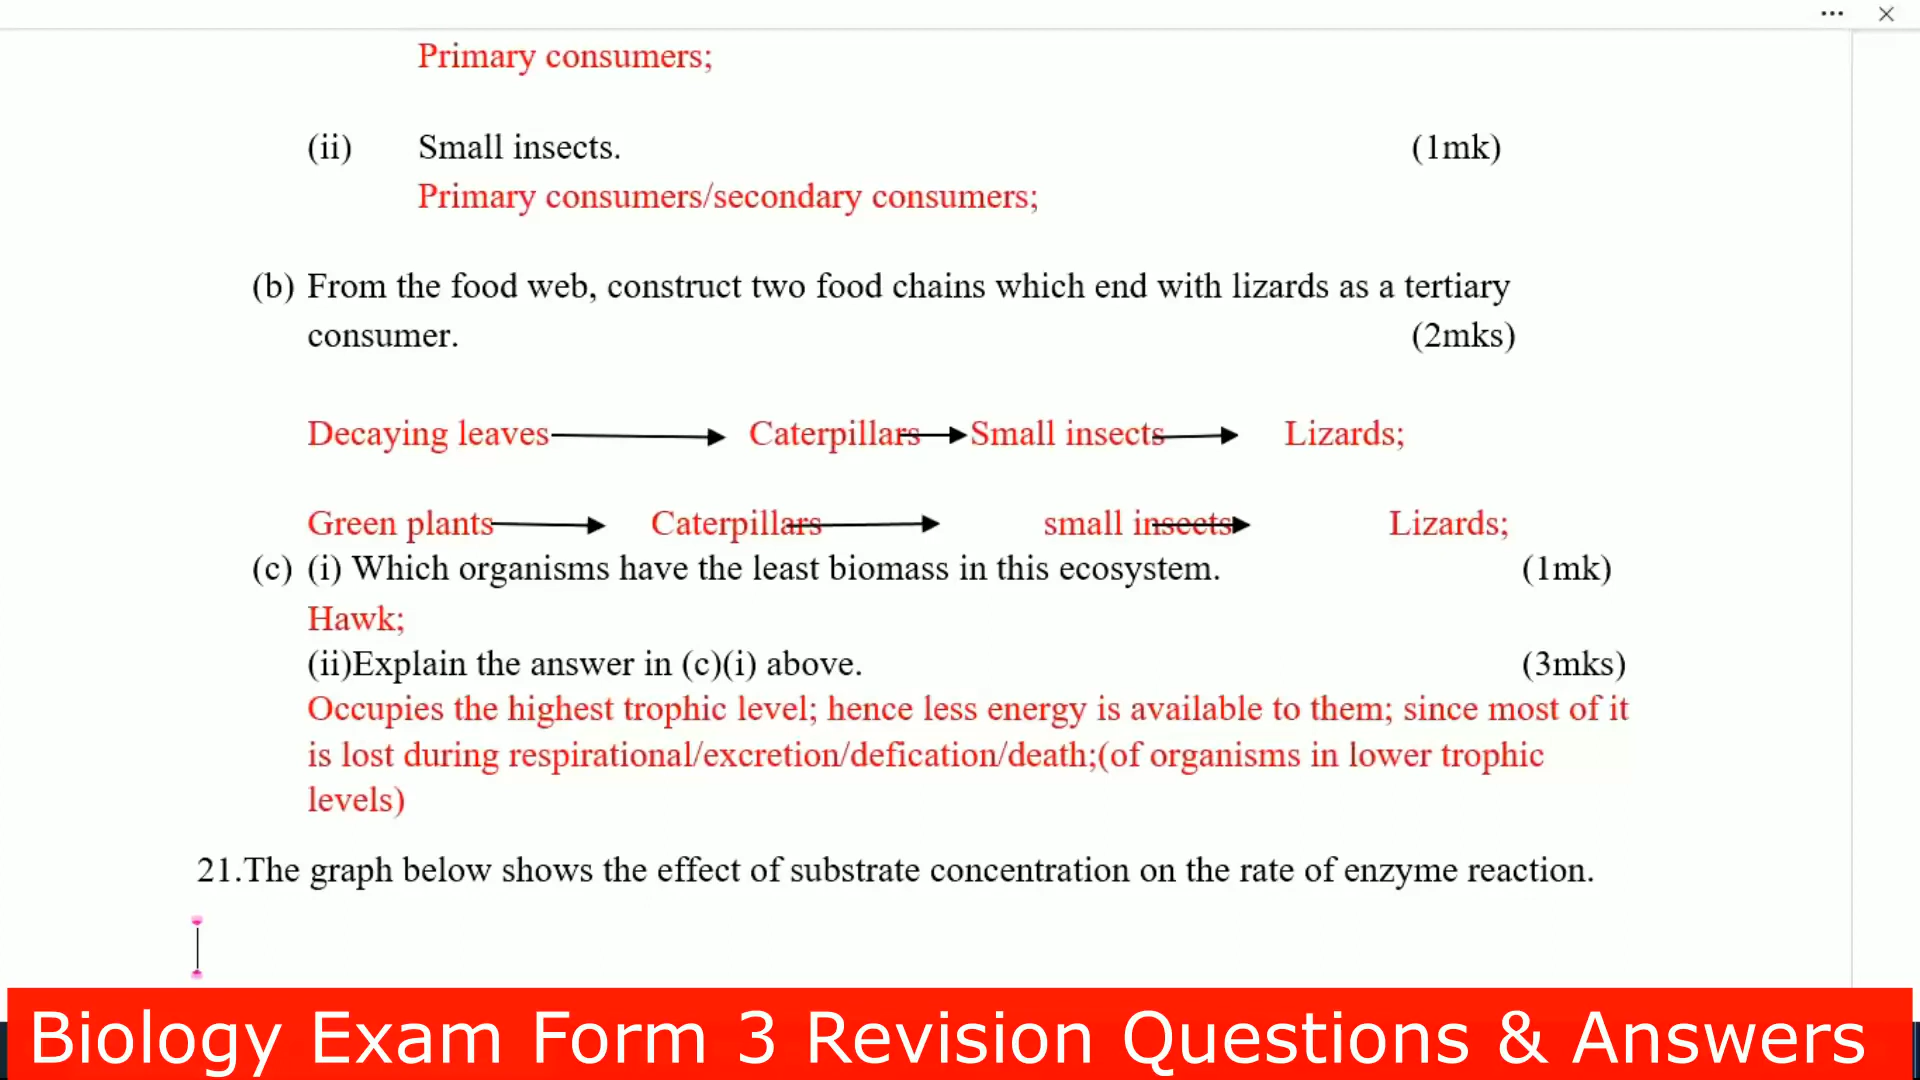 Primary consumers;
(ii) Small insects. (1mk)
Primary consumers/secondary consumers;
(b) From the food web, construct two food chains which end with lizards as a tertiary
consumer. (2mks)
Decaying leaves Caterpillars Small insects Lizards;
Green plants Caterpillars small insects Lizards;
(c) (i) Which organisms have the least biomass in this ecosystem. (1mk)
Hawk;
(ii)Explain the answer in (c)(i) above. (3mks)
Occupies the highest trophic level; hence less energy is available to them; since most of it
is lost during respirational/excretion/defication/death;(of organisms in lower trophic
levels)
21.The graph below shows the effect of substrate concentration on the rate of enzyme reaction.
Biology Exam Form 3 Revision Questions & Answers